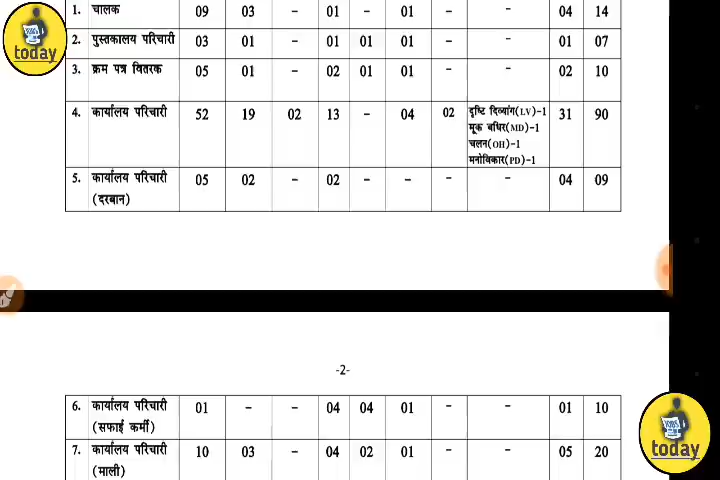 1. चालक 09 03 - 01 - 01 - - 04 14
2. पुस्तकालय परिचारी 03 01 - 01 01 01 - - 01 07
3. क्रम पत्र वितरक 05 01 - 02 01 01 - - 02 10
4. कार्यालय परिचारी 52 19 02 13 - 04 02 दृष्टि दिव्यांग(LV)-1 31 90
मूक बधिर(MD)-1
चलन(OH)-1
मनोविकार(PD)-1
5. कार्यालय परिचारी 05 02 - 02 - - - - 04 09
(दरबान)
-2-
6. कार्यालय परिचारी 01 - - 04 04 01 - - 01 10
(सफाई कर्मी)
7. कार्यालय परिचारी 10 03 - 04 02 01 - - 05 20
(माली)
JOBS
today
JOBS
today